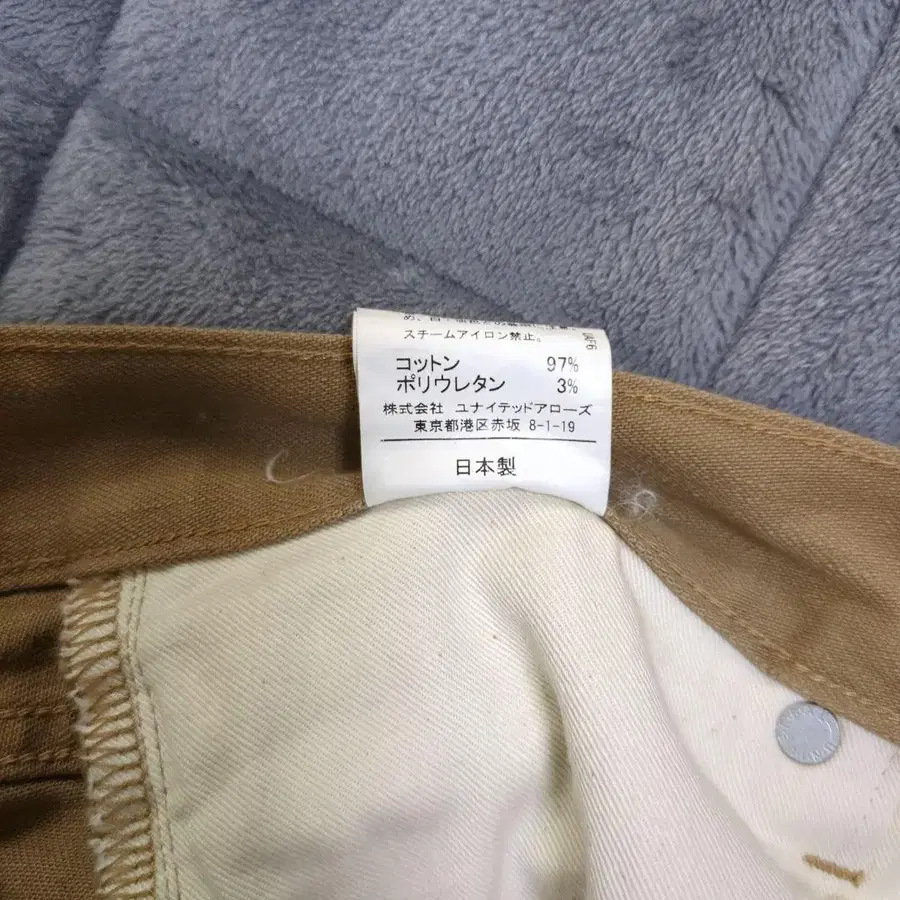 スチームアイロン禁止。
コットン 97%
ポリウレタン 3%
株式会社 ユナイテッドアローズ
東京都港区赤坂 8-1-19
日本製